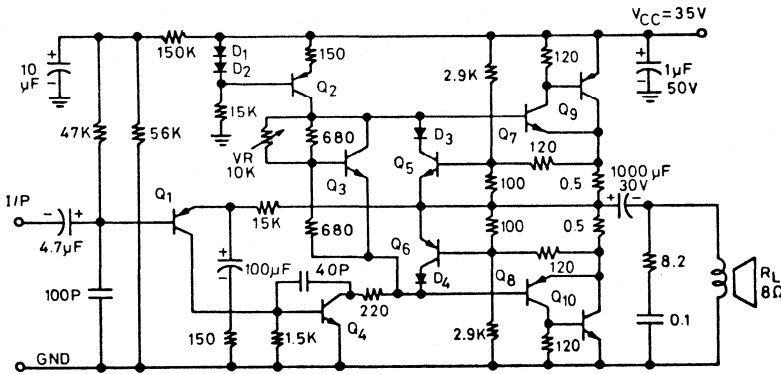 VCC = 35V
150K
D1
D2
150
120
10 µF
+
-
2.9K
Q2
Q9
1µF 50V
+
-
15K
47K
56K
680
D3
Q7
VR 10K
Q3
Q5
120
1000 µF 30V
+ -
I/P
Q1
100
0.5
- +
4.7µF
15K
680
100
0.5
Q6
+
-
100µF
40P
D4
Q8
120
8.2
RL 8Ω
100P
220
Q10
Q4
150
1.5K
2.9K
120
0.1
GND